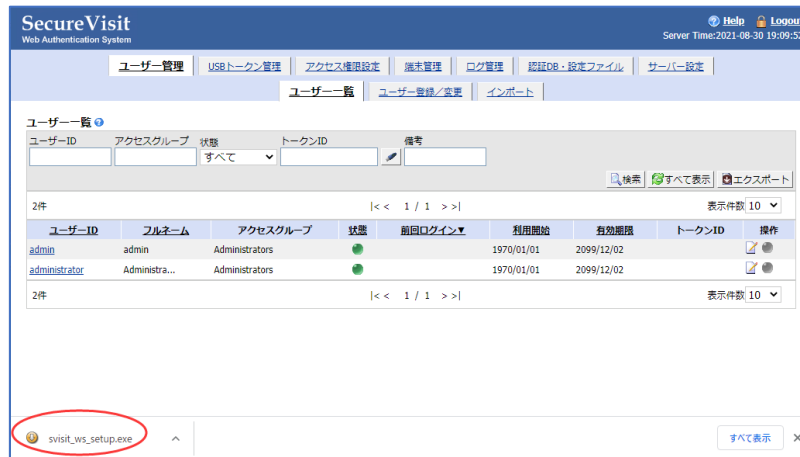 SecureVisit
Web Authentication System
Help Logout
Server Time:2021-08-30 19:09:52
ユーザー管理 USBトークン管理 アクセス権限設定 端末管理 ログ管理 認証DB・設定ファイル サーバー設定
ユーザー一覧 ユーザー登録／変更 インポート
ユーザー一覧
ユーザーID アクセスグループ 状態 トークンID 備考
すべて
検索 すべて表示 エクスポート
2件 |< < 1 / 1 > >| 表示件数 10
ユーザーID フルネーム アクセスグループ 状態 前回ログイン▼ 利用開始 有効期限 トークンID 操作
admin admin Administrators 1970/01/01 2099/12/02
administrator Administra... Administrators 1970/01/01 2099/12/02
2件 |< < 1 / 1 > >| 表示件数 10
svisit_ws_setup.exe すべて表示